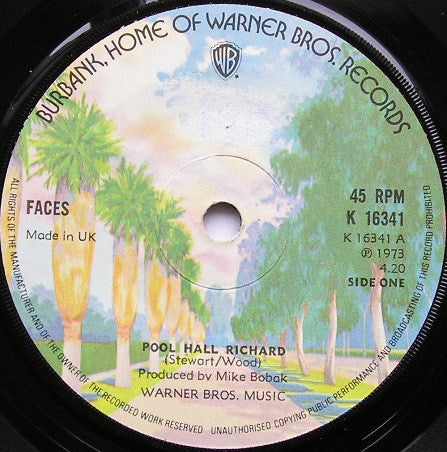 BURBANK, HOME OF WARNER BROS. RECORDS
WB
FACES
Made in UK
45 RPM
K 16341
K 16341 A
℗ 1973
4.20
SIDE ONE
POOL HALL RICHARD
(Stewart/Wood)
Produced by Mike Bobak
WARNER BROS. MUSIC
ALL RIGHTS OF THE MANUFACTURER AND OF THE OWNER OF THE RECORDED WORK RESERVED UNAUTHORISED COPYING PUBLIC PERFORMANCE AND BROADCASTING OF THIS RECORD PROHIBITED